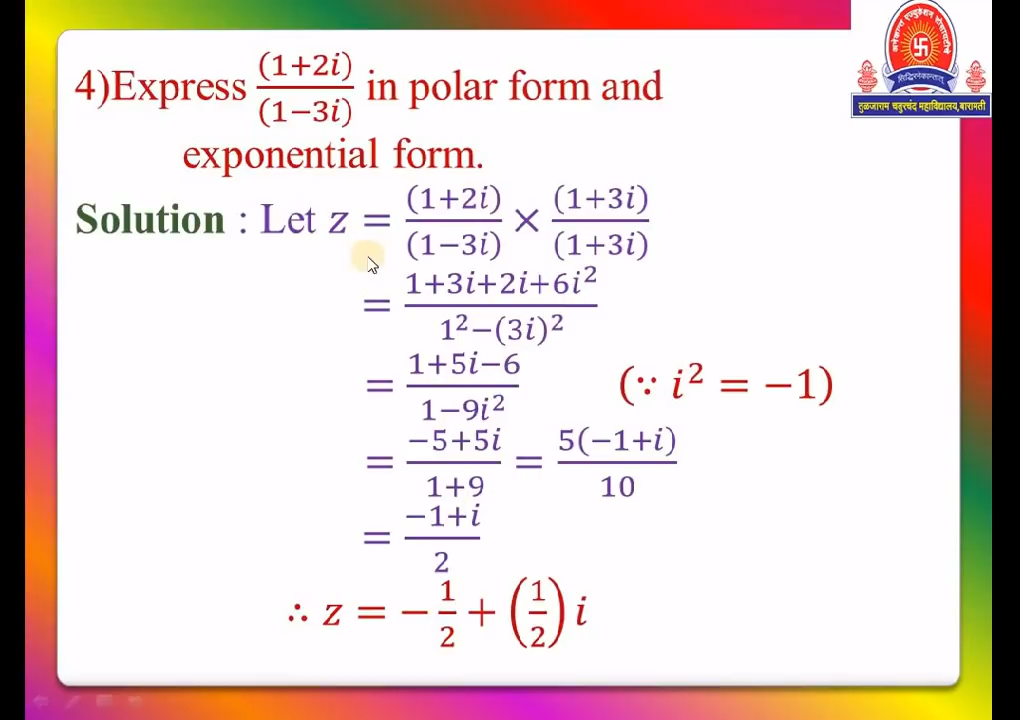 4)Express (1+2i)/(1−3i) in polar form and
exponential form.
Solution : Let z = (1+2i)/(1−3i) × (1+3i)/(1+3i)
= (1+3i+2i+6i²)/(1²−(3i)²)
= (1+5i−6)/(1−9i²) (∵ i² = −1)
= (−5+5i)/(1+9) = 5(−1+i)/10
= (−1+i)/2
∴ z = −1/2 + (1/2) i
तुळजाराम चतुरचंद महाविद्यालय,बारामती